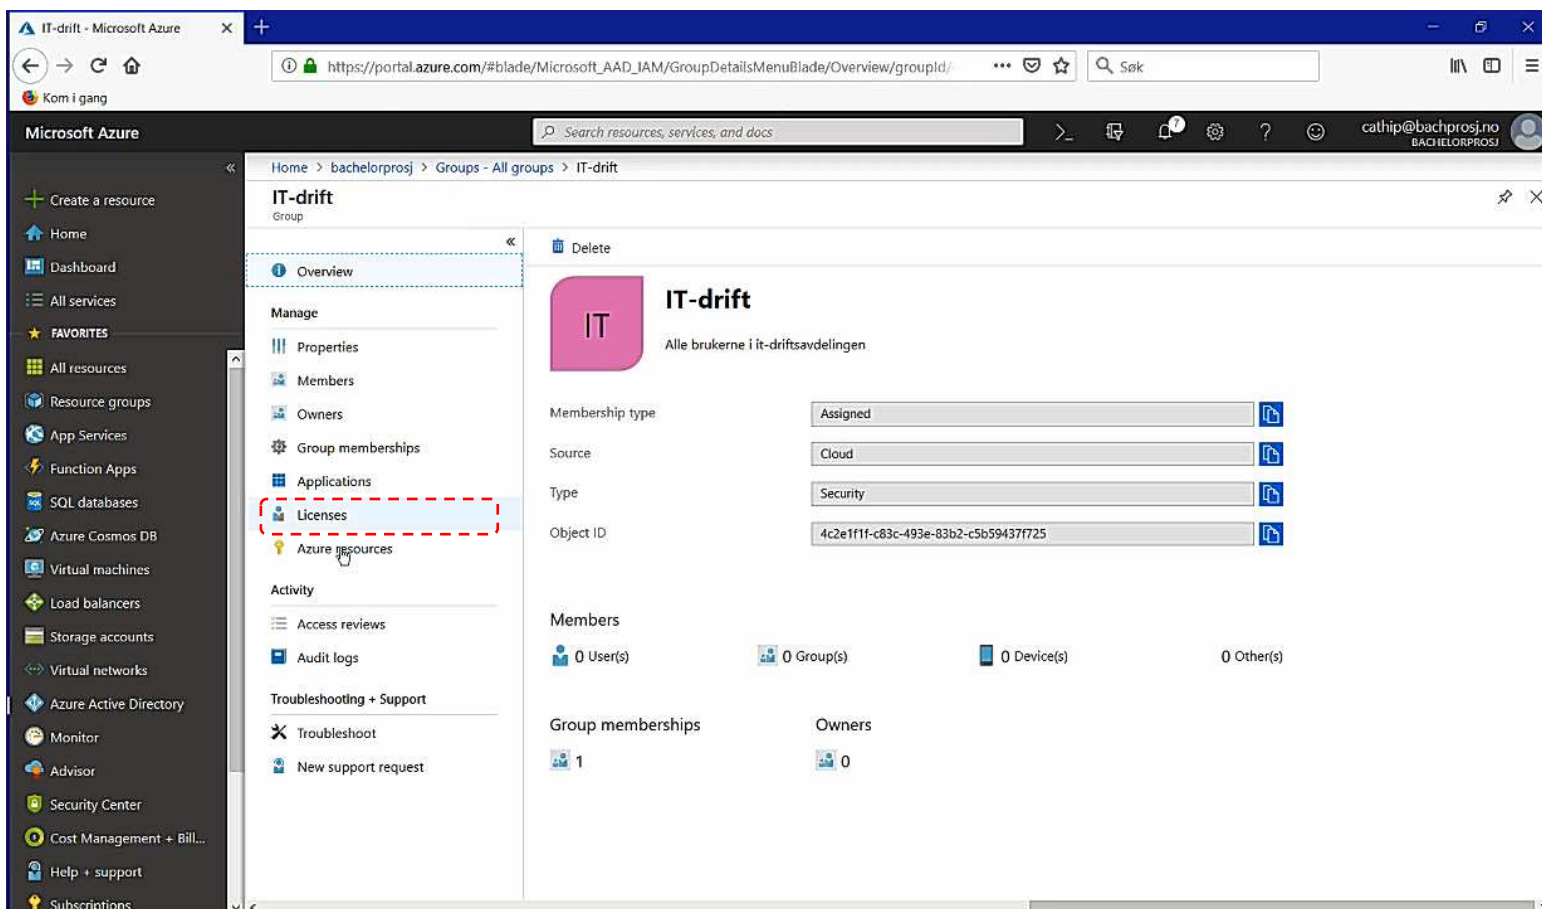 IT-drift - Microsoft Azure
https://portal.azure.com/#blade/Microsoft_AAD_IAM/GroupDetailsMenuBlade/Overview/groupId/
Søk
Kom i gang
Microsoft Azure
Search resources, services, and docs
7
cathip@bachprosj.no
BACHELORPROSJ
Home > bachelorprosj > Groups - All groups > IT-drift
IT-drift
Group
Create a resource
Home
Dashboard
All services
FAVORITES
All resources
Resource groups
App Services
Function Apps
SQL databases
Azure Cosmos DB
Virtual machines
Load balancers
Storage accounts
Virtual networks
Azure Active Directory
Monitor
Advisor
Security Center
Cost Management + Bill...
Help + support
Subscriptions
Overview
Manage
Properties
Members
Owners
Group memberships
Applications
Licenses
Azure resources
Activity
Access reviews
Audit logs
Troubleshooting + Support
Troubleshoot
New support request
Delete
IT
IT-drift
Alle brukerne i it-driftsavdelingen
Membership type Assigned
Source Cloud
Type Security
Object ID 4c2e1f1f-c83c-493e-83b2-c5b59437f725
Members
0 User(s) 0 Group(s) 0 Device(s) 0 Other(s)
Group memberships Owners
1 0